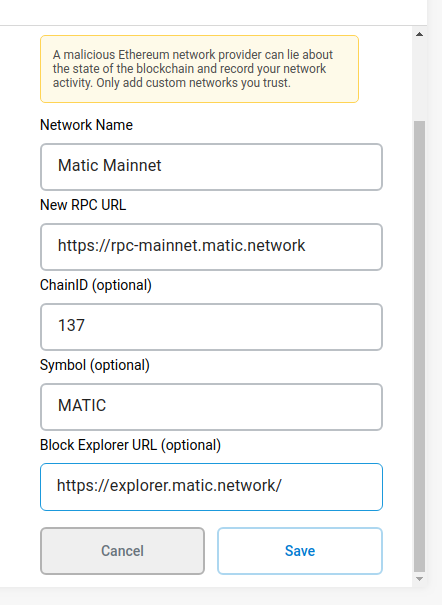 A malicious Ethereum network provider can lie about
the state of the blockchain and record your network
activity. Only add custom networks you trust.
Network Name
Matic Mainnet
New RPC URL
https://rpc-mainnet.matic.network
ChainID (optional)
137
Symbol (optional)
MATIC
Block Explorer URL (optional)
https://explorer.matic.network/
Cancel
Save